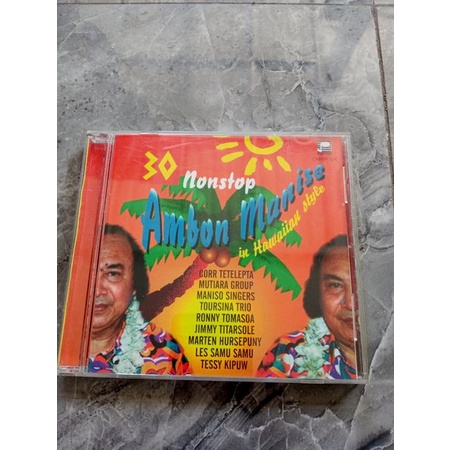 30
Nonstop
Ambon Manise
in Hawaiian style
CORR TETELEPTA
MUTIARA GROUP
MANISO SINGERS
TOURSINA TRIO
RONNY TOMASOA
JIMMY TITARSOLE
MARTEN HURSEPUNY
LES SAMU SAMU
TESSY KIPUW